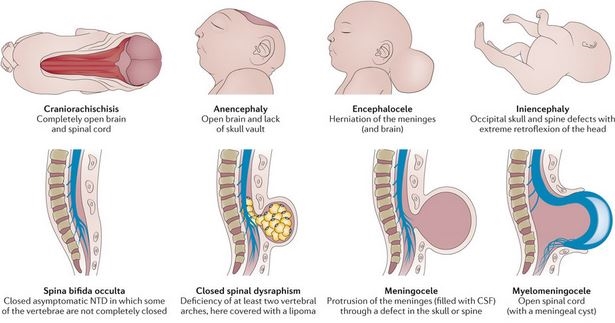 Craniorachischisis
Completely open brain
and spinal cord
Anencephaly
Open brain and lack
of skull vault
Encephalocele
Herniation of the meninges
(and brain)
Iniencephaly
Occipital skull and spine defects with
extreme retroflexion of the head
Spina bifida occulta
Closed asymptomatic NTD in which some
of the vertebrae are not completely closed
Closed spinal dysraphism
Deficiency of at least two vertebral
arches, here covered with a lipoma
Meningocele
Protrusion of the meninges (filled with CSF)
through a defect in the skull or spine
Myelomeningocele
Open spinal cord
(with a meningeal cyst)